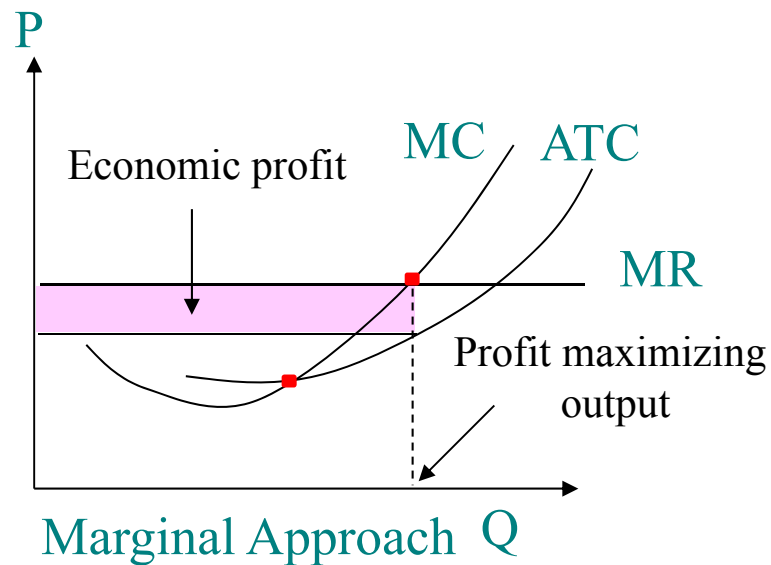 P
MC
ATC
Economic profit
MR
Profit maximizing
output
Marginal Approach
Q